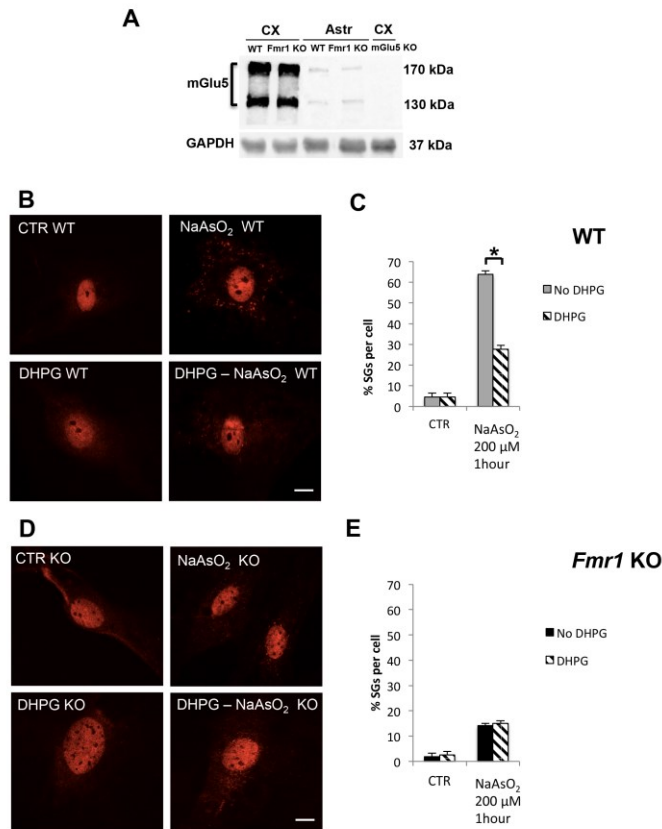 A
CX Astr CX
WT Fmr1 KO WT Fmr1 KO mGlu5 KO
mGlu5
170 kDa
130 kDa
GAPDH 37 kDa
B
CTR WT
NaAsO₂ WT
DHPG WT
DHPG – NaAsO₂ WT
C
WT
*
% SGs per cell
70
60
50
40
30
20
10
0
CTR
NaAsO₂
200 µM
1hour
No DHPG
DHPG
D
CTR KO
NaAsO₂ KO
DHPG KO
DHPG – NaAsO₂ KO
E
Fmr1 KO
% SGs per cell
70
60
50
40
30
20
10
0
CTR
NaAsO₂
200 µM
1hour
No DHPG
DHPG